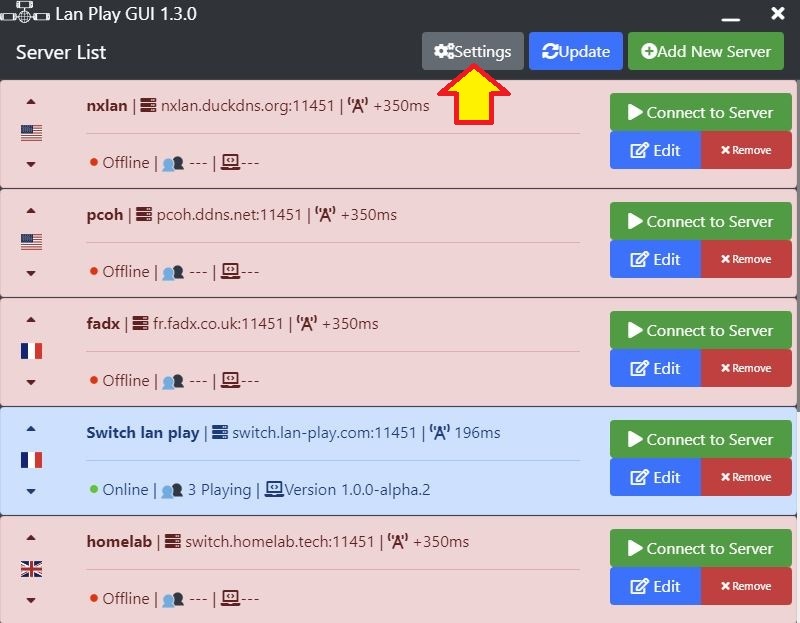 Lan Play GUI 1.3.0
Server List
Settings
Update
Add New Server
nxlan | nxlan.duckdns.org:11451 | +350ms
Connect to Server
Offline | --- | ---
Edit
Remove
pcoh | pcoh.ddns.net:11451 | +350ms
Connect to Server
Offline | --- | ---
Edit
Remove
fadx | fr.fadx.co.uk:11451 | +350ms
Connect to Server
Offline | --- | ---
Edit
Remove
Switch lan play | switch.lan-play.com:11451 | 196ms
Connect to Server
Online | 3 Playing | Version 1.0.0-alpha.2
Edit
Remove
homelab | switch.homelab.tech:11451 | +350ms
Connect to Server
Offline | --- | ---
Edit
Remove